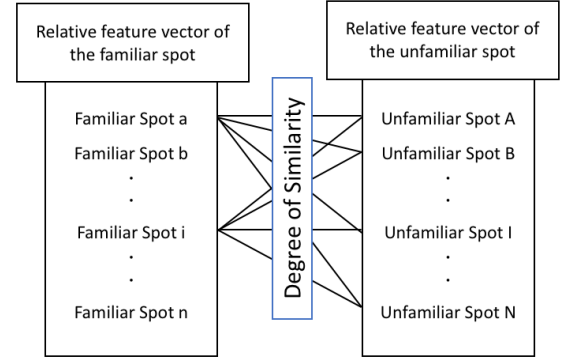 Relative feature vector of
the familiar spot
Relative feature vector of
the unfamiliar spot
Familiar Spot a
Familiar Spot b
.
.
Familiar Spot i
.
.
Familiar Spot n
Degree of Similarity
Unfamiliar Spot A
Unfamiliar Spot B
.
.
Unfamiliar Spot I
.
.
Unfamiliar Spot N